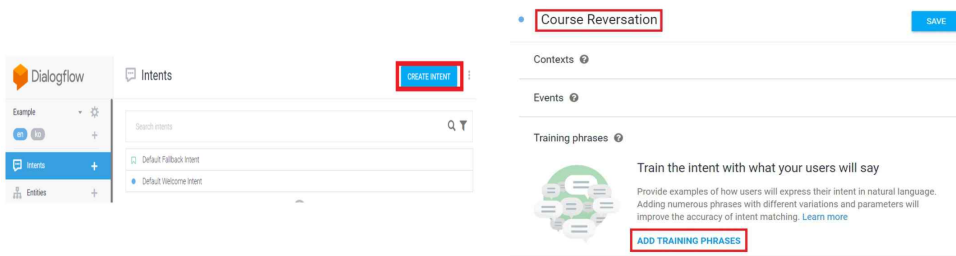 Dialogflow
Example
en ko
Intents
Entities
Intents
CREATE INTENT
Search intents
Default Fallback Intent
Default Welcome Intent
Course Reversation
SAVE
Contexts
Events
Training phrases
Train the intent with what your users will say
Provide examples of how users will express their intent in natural language.
Adding numerous phrases with different variations and parameters will
improve the accuracy of intent matching. Learn more
ADD TRAINING PHRASES